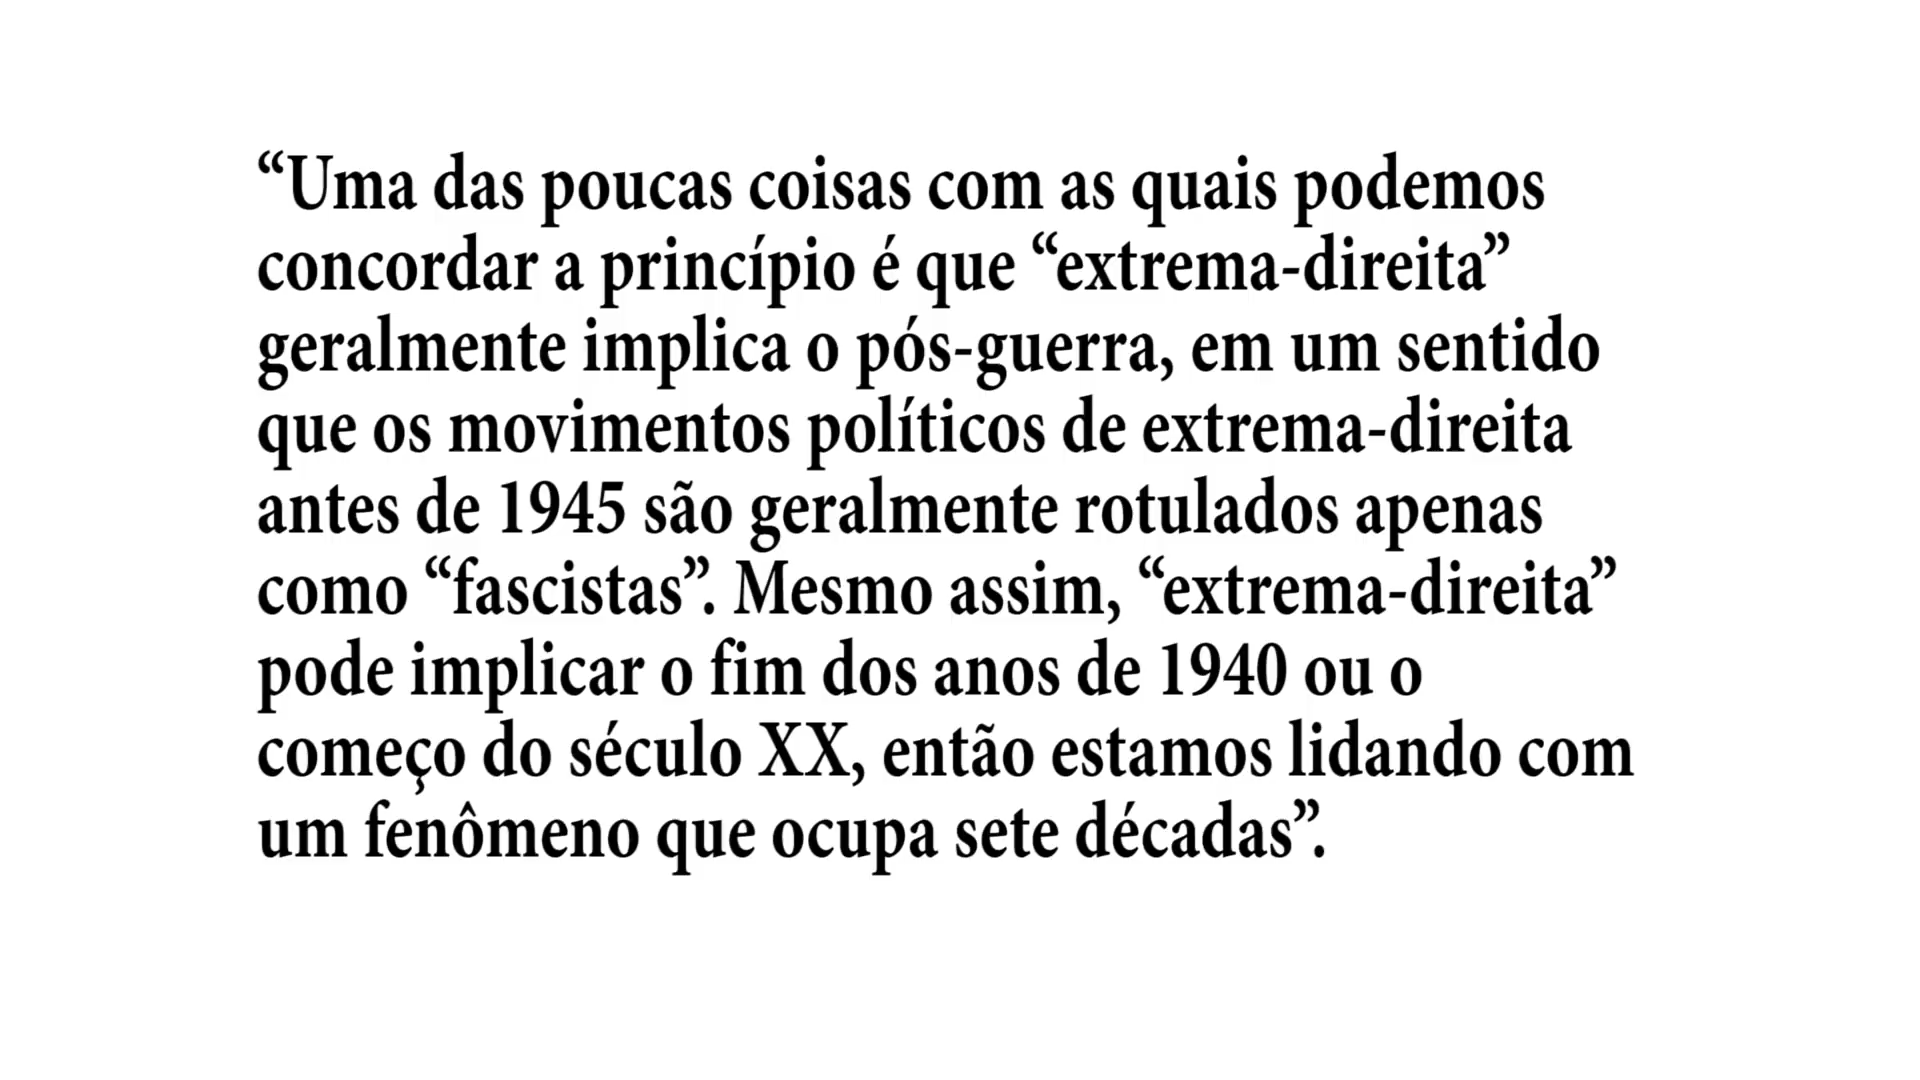 “Uma das poucas coisas com as quais podemos
concordar a princípio é que “extrema-direita”
geralmente implica o pós-guerra, em um sentido
que os movimentos políticos de extrema-direita
antes de 1945 são geralmente rotulados apenas
como “fascistas”. Mesmo assim, “extrema-direita”
pode implicar o fim dos anos de 1940 ou o
começo do século XX, então estamos lidando com
um fenômeno que ocupa sete décadas”.